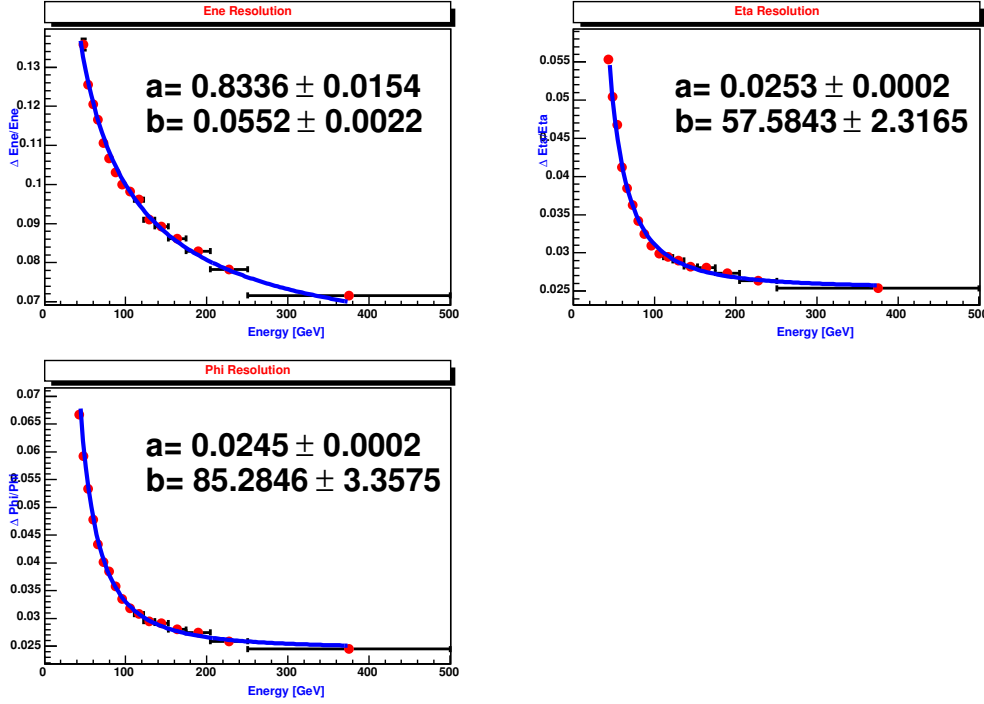 Ene Resolution
a= 0.8336 ± 0.0154
b= 0.0552 ± 0.0022
Δ Ene/Ene
0.13
0.12
0.11
0.1
0.09
0.08
0.07
0 100 200 300 400 500
Energy [GeV]
Eta Resolution
a= 0.0253 ± 0.0002
b= 57.5843 ± 2.3165
Δ Eta/Eta
0.055
0.05
0.045
0.04
0.035
0.03
0.025
0 100 200 300 400 500
Energy [GeV]
Phi Resolution
a= 0.0245 ± 0.0002
b= 85.2846 ± 3.3575
Δ Phi/Phi
0.07
0.065
0.06
0.055
0.05
0.045
0.04
0.035
0.03
0.025
0 100 200 300 400 500
Energy [GeV]